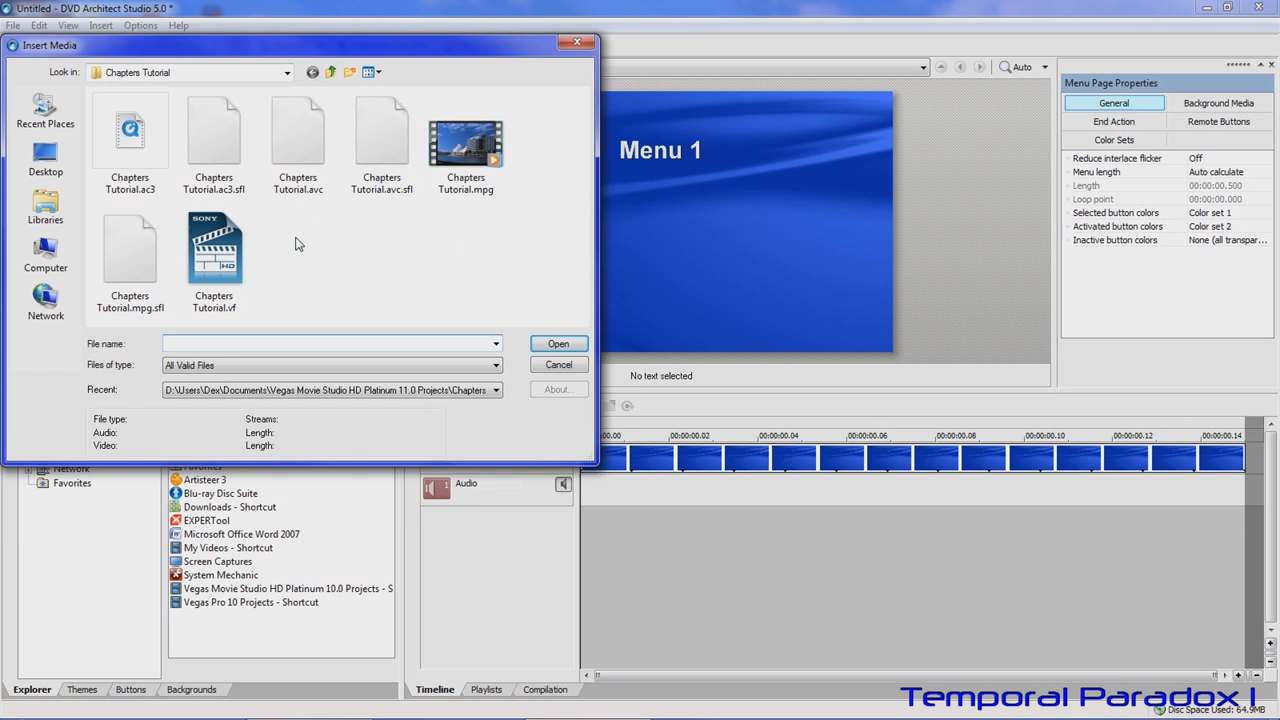 Untitled - DVD Architect Studio 5.0 *
File Edit View Insert Options Help
Insert Media
Look in: Chapters Tutorial
Recent Places
Desktop
Libraries
Computer
Network
Chapters
Tutorial.ac3
Chapters
Tutorial.ac3.sfl
Chapters
Tutorial.avc
Chapters
Tutorial.avc.sfl
Chapters
Tutorial.mpg
Chapters
Tutorial.mpg.sfl
SONY
HD
Chapters
Tutorial.vf
File name:
Open
Files of type: All Valid Files
Cancel
Recent: D:\Users\Dex\Documents\Vegas Movie Studio HD Platinum 11.0 Projects\Chapters
About...
File type:
Streams:
Audio:
Length:
Video:
Length:
Auto
Menu 1
No text selected
Menu Page Properties
General
Background Media
End Action
Remote Buttons
Color Sets
Reduce interlace flicker Off
Menu length Auto calculate
Length 00:00:00.500
Loop point 00:00:00.000
Selected button colors Color set 1
Activated button colors Color set 2
Inactive button colors None (all transpar...
00:00:00.02 00:00:00.04 00:00:00.06 00:00:00.08 00:00:00.10 00:00:00.12 00:00:00.14
1 Audio
Network
Favorites
Favorites
Artisteer 3
Blu-ray Disc Suite
Downloads - Shortcut
EXPERTool
Microsoft Office Word 2007
My Videos - Shortcut
Screen Captures
System Mechanic
Vegas Movie Studio HD Platinum 10.0 Projects - S
Vegas Pro 10 Projects - Shortcut
Explorer Themes Buttons Backgrounds
Timeline Playlists Compilation
Temporal Paradox I
Disc Space Used: 64.9MB